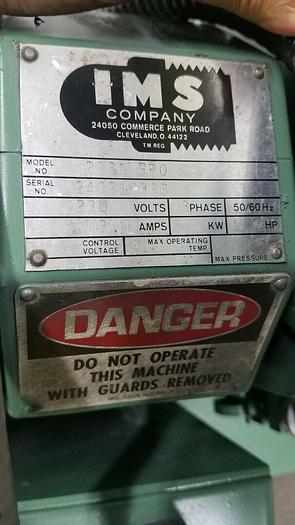 IMS
COMPANY
24050 COMMERCE PARK ROAD
CLEVELAND, O. 44122
T.M. REG
MODEL NO.
SERIAL NO.
230 VOLTS PHASE 50/60 Hz
AMPS KW HP
CONTROL VOLTAGE MAX OPERATING TEMP.
MAX PRESSURE
DANGER
DO NOT OPERATE
THIS MACHINE
WITH GUARDS REMOVED